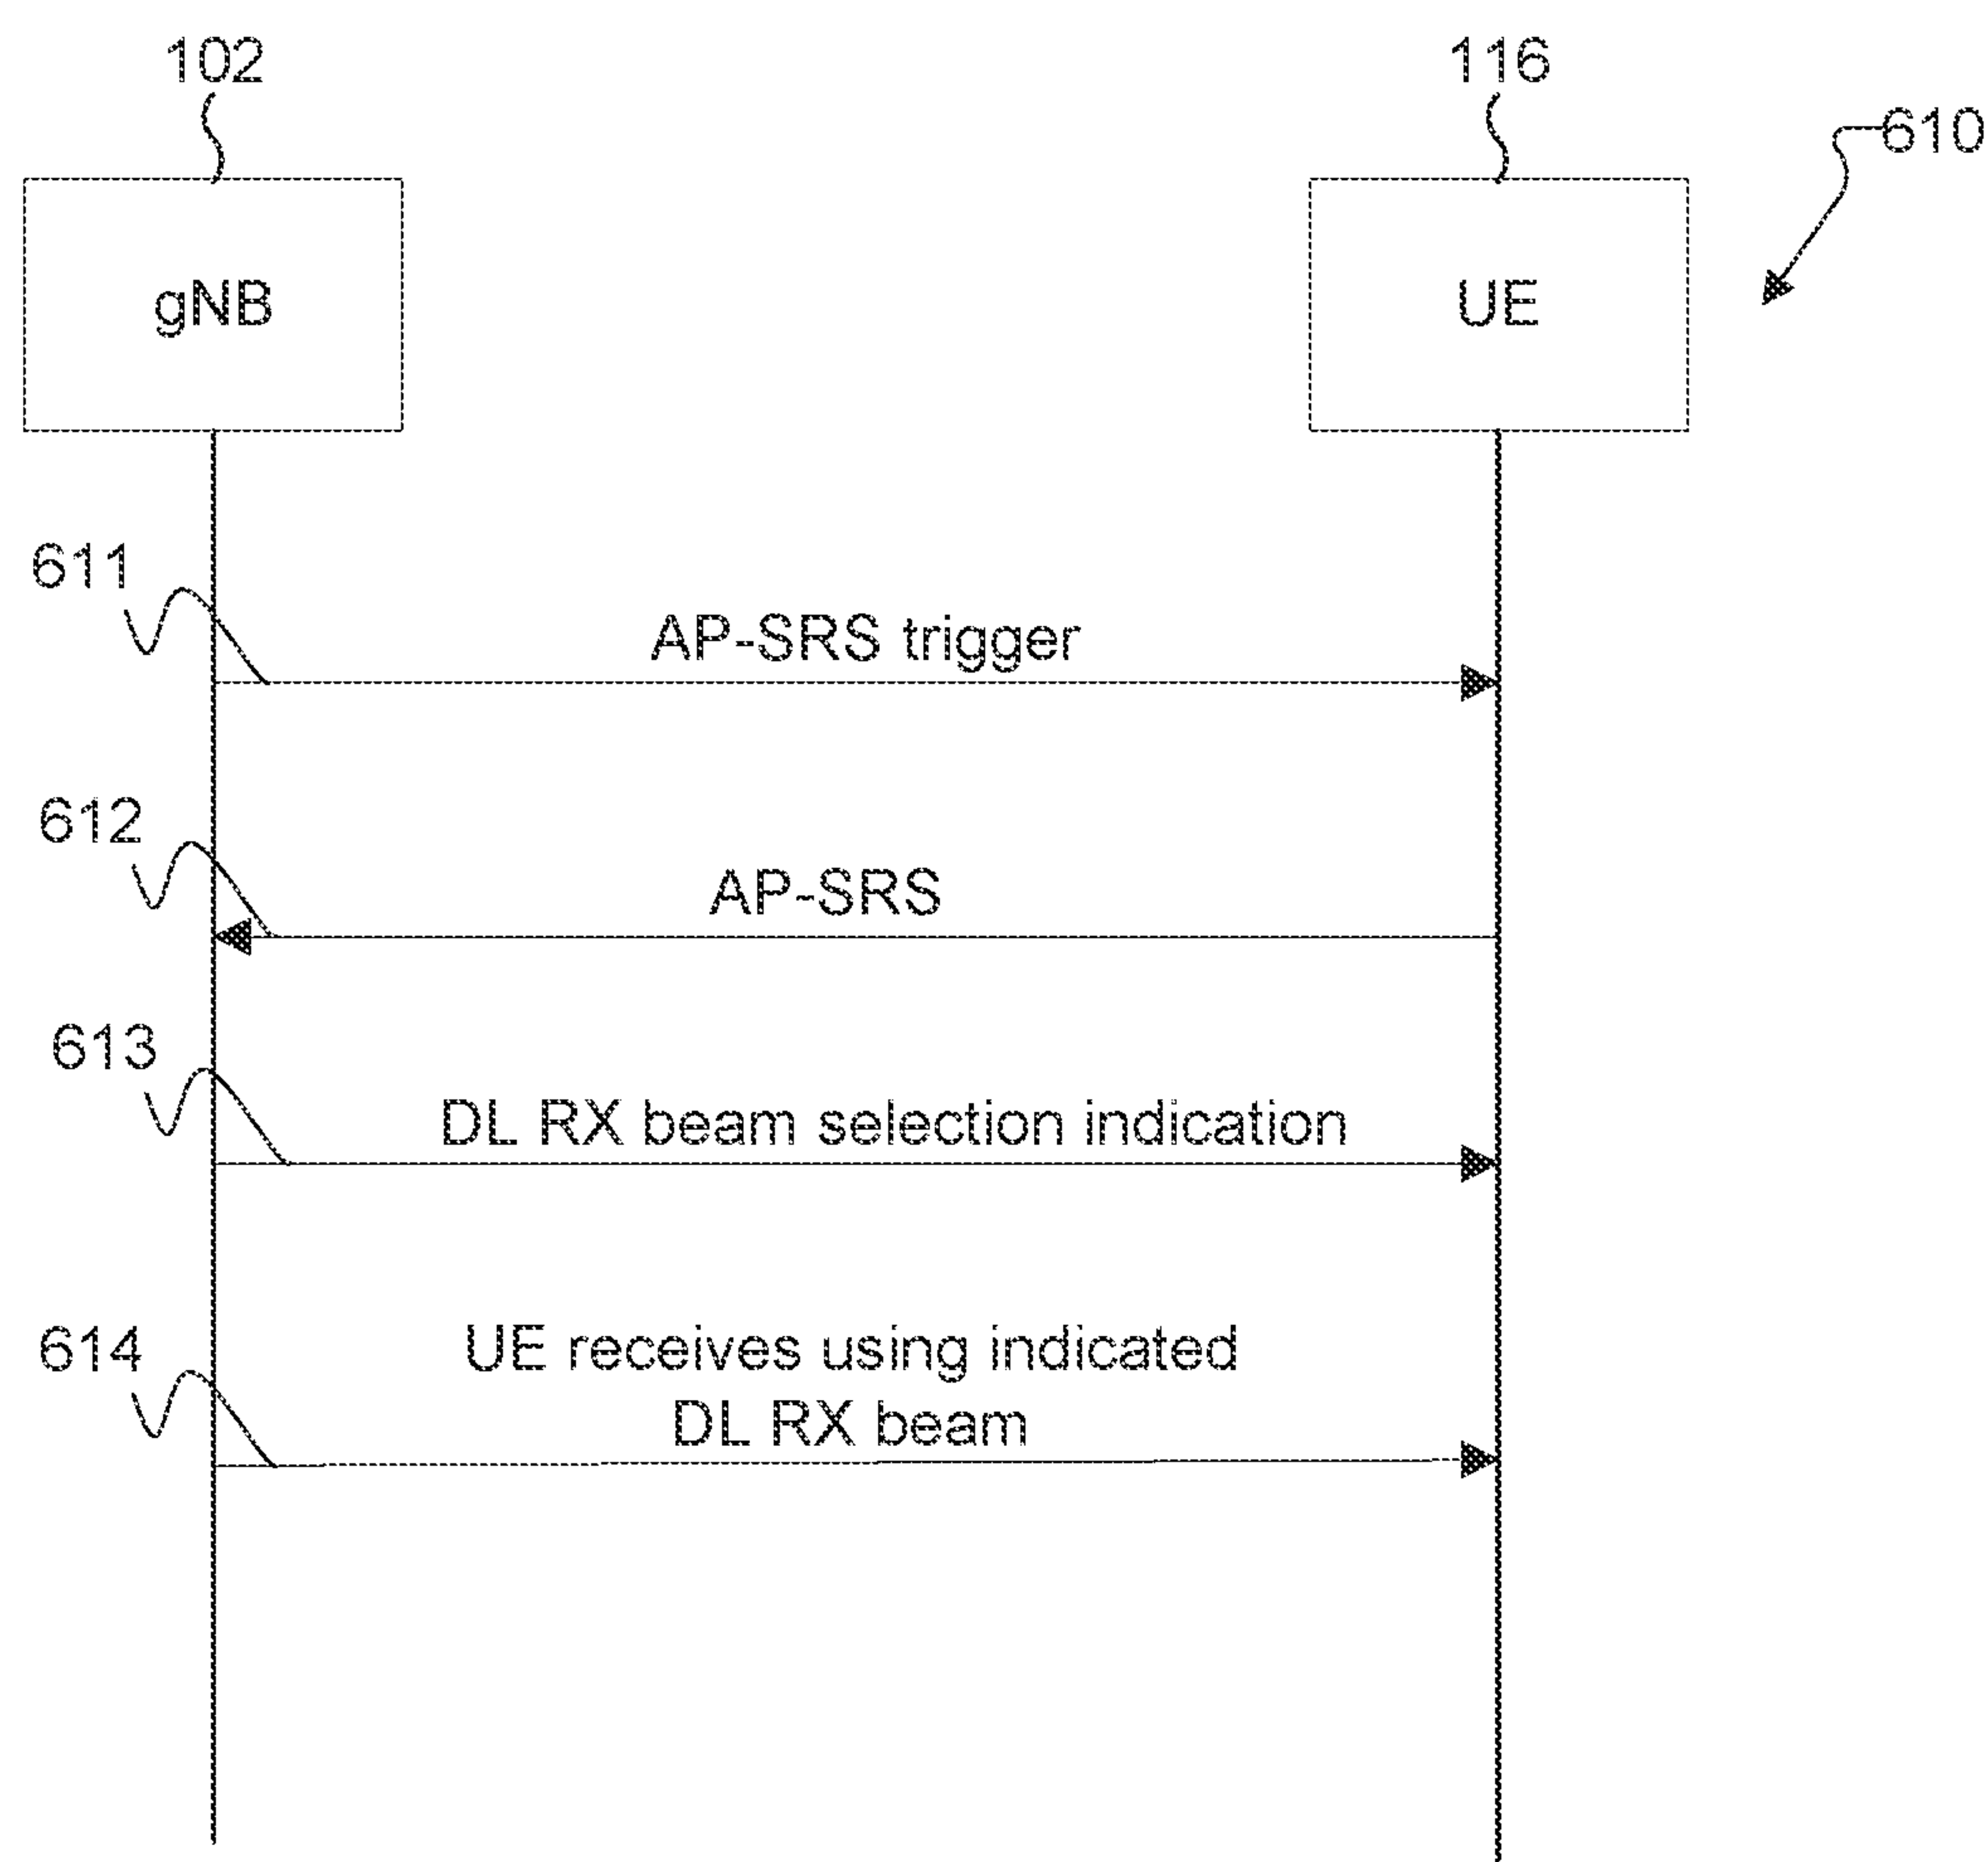 102
116
610
gNB
UE
611
AP-SRS trigger
612
AP-SRS
613
DL RX beam selection indication
614
UE receives using indicated
DL RX beam